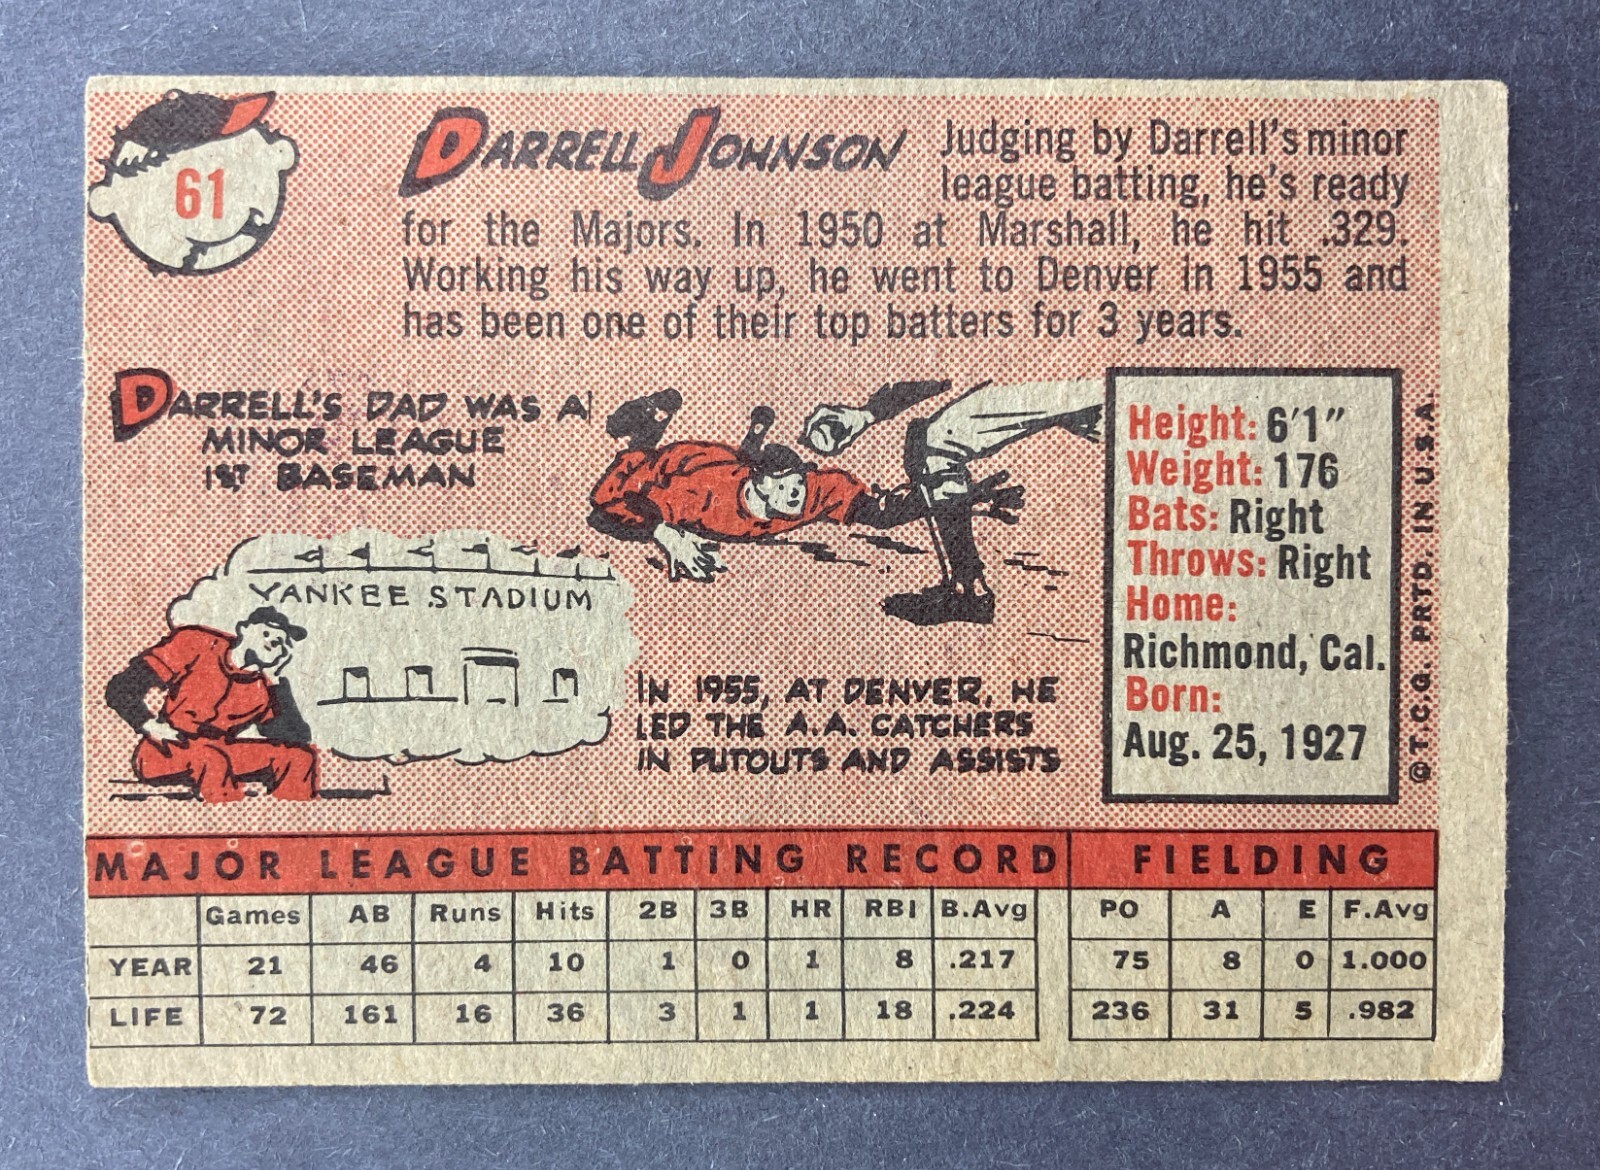 61
DARRELL JOHNSON
Judging by Darrell's minor
league batting, he's ready
for the Majors. In 1950 at Marshall, he hit .329.
Working his way up, he went to Denver in 1955 and
has been one of their top batters for 3 years.
DARRELL'S DAD WAS A
MINOR LEAGUE
1ST BASEMAN
YANKEE STADIUM
IN 1955, AT DENVER, HE
LED THE A.A. CATCHERS
IN PUTOUTS AND ASSISTS
Height: 6'1"
Weight: 176
Bats: Right
Throws: Right
Home:
Richmond, Cal.
Born:
Aug. 25, 1927
© T.C.G. PRTD. IN U.S.A.
MAJOR LEAGUE BATTING RECORD FIELDING
Games AB Runs Hits 2B 3B HR RBI B.Avg PO A E F.Avg
YEAR 21 46 4 10 1 0 1 8 .217 75 8 0 1.000
LIFE 72 161 16 36 3 1 1 18 .224 236 31 5 .982